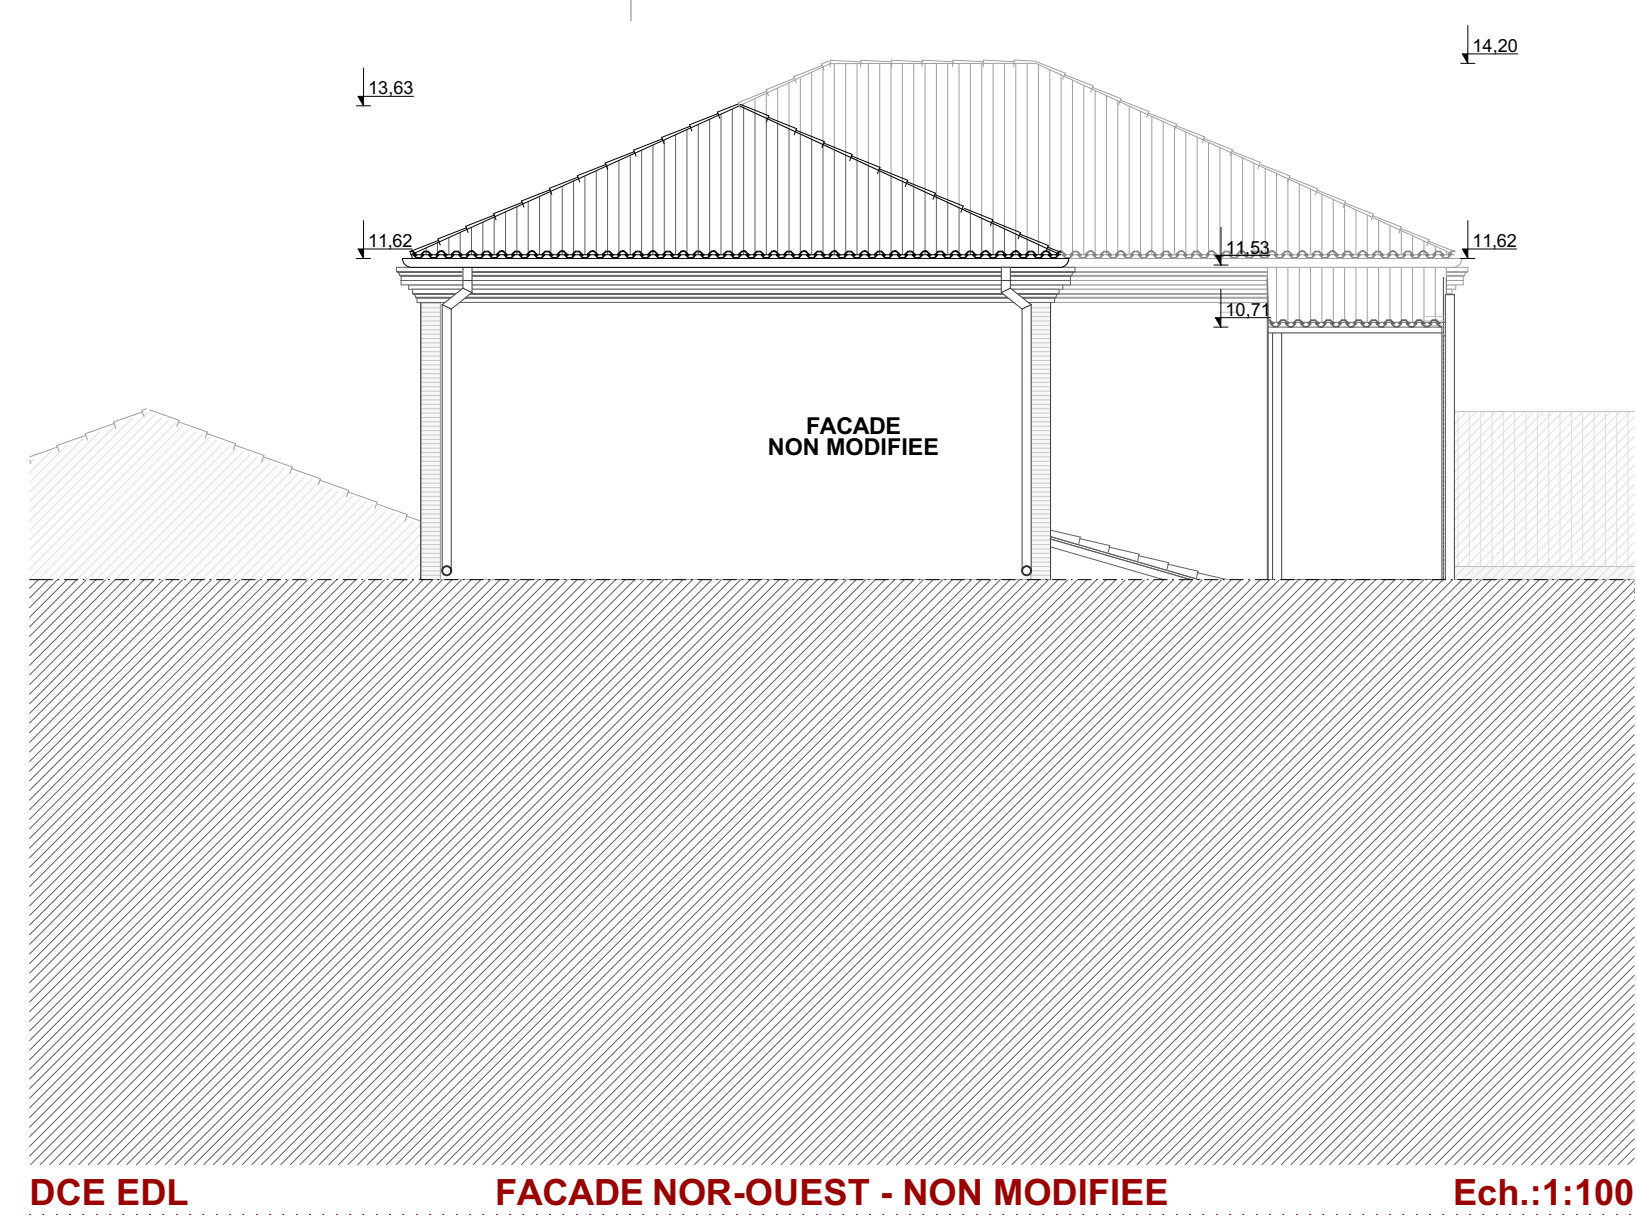 14,20
13,63
11,62
11,53
11,62
10,71
FACADE
NON MODIFIEE
DCE EDL
FACADE NOR-OUEST - NON MODIFIEE
Ech.:1:100